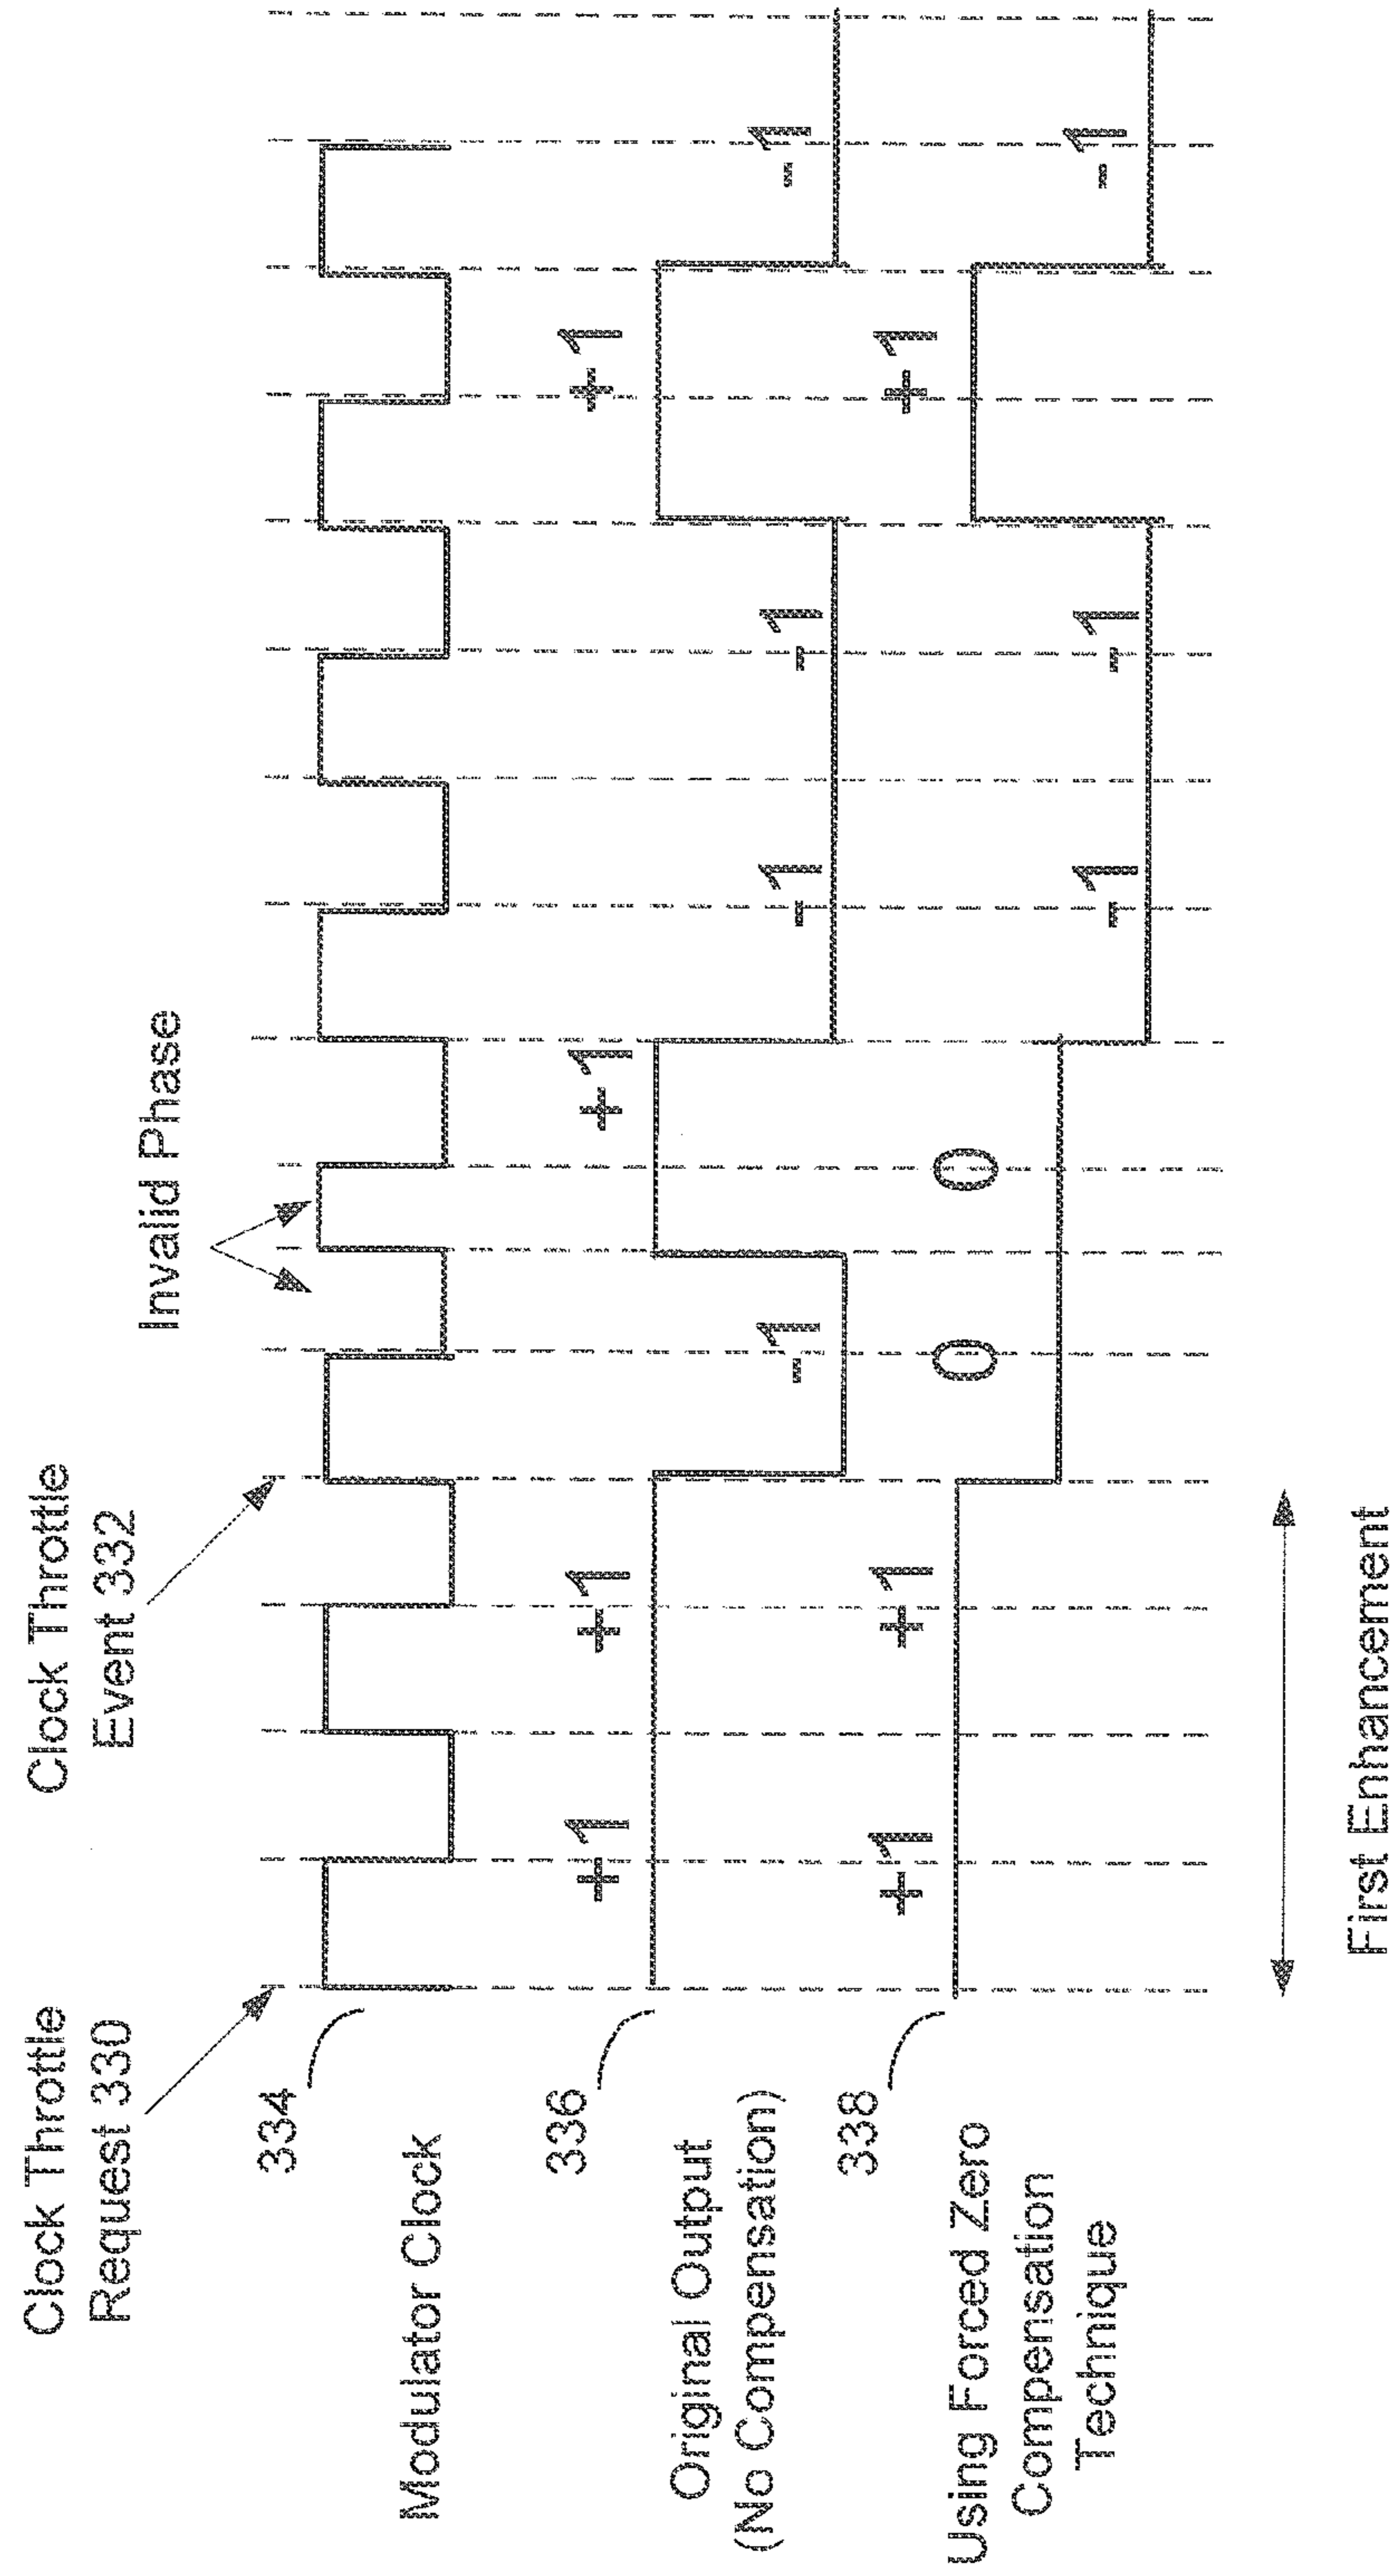 Clock Throttle
Request 330
Clock Throttle
Event 332
Invalid Phase
334
Modulator Clock
336
Original Output
(No Compensation)
+1
+1
-1
+1
-1
-1
+1
-1
338
Using Forced Zero
Compensation
Technique
+1
+1
0
0
-1
-1
+1
-1
First Enhancement